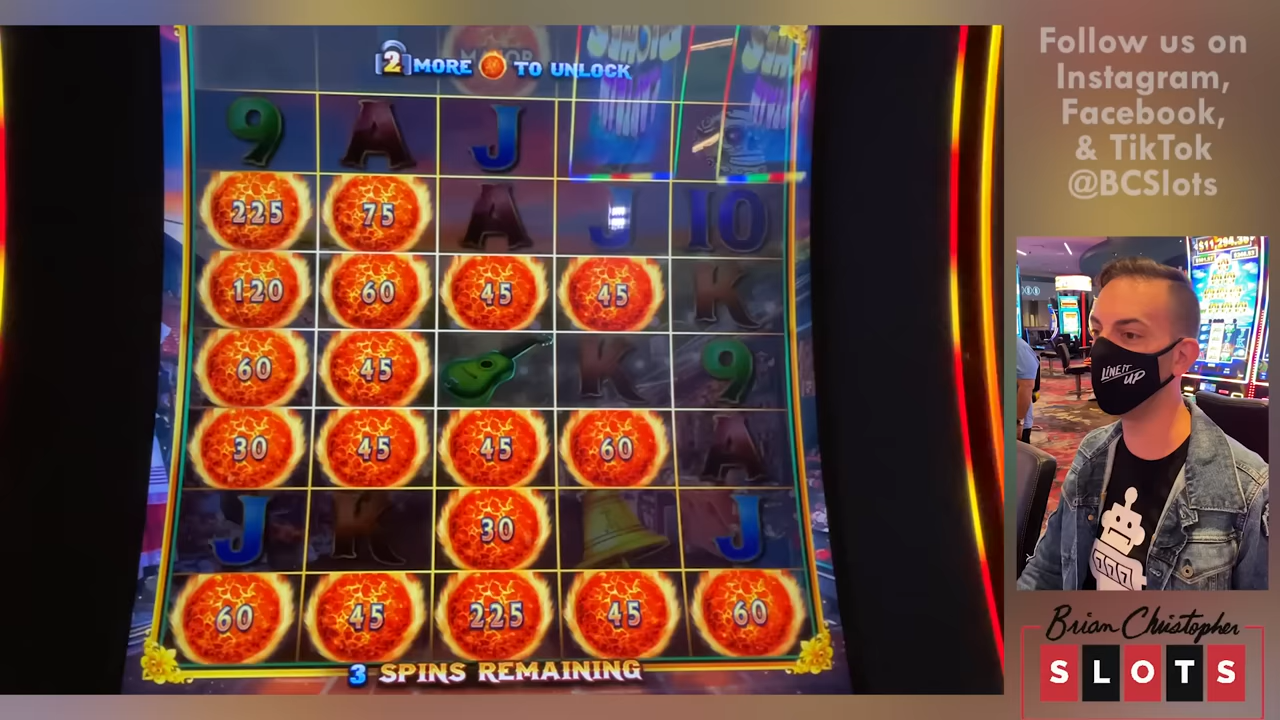 Follow us on
Instagram,
Facebook,
& TikTok
@BCSlots
MAJOR
2 MORE TO UNLOCK
9 A J
225 75 A J 10
120 60 45 45 K
60 45 K 9
30 45 45 60 A
J K 30 J
60 45 225 45 60
3 SPINS REMAINING
LINE IT
UP
777
Brian Christopher
SLOTS